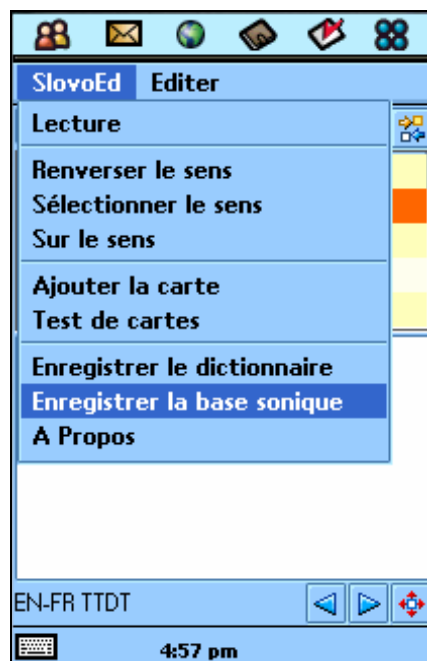 SlovoEd Editer
Lecture
Renverser le sens
Sélectionner le sens
Sur le sens
Ajouter la carte
Test de cartes
Enregistrer le dictionnaire
Enregistrer la base sonique
A Propos
EN-FR TTDT
4:57 pm